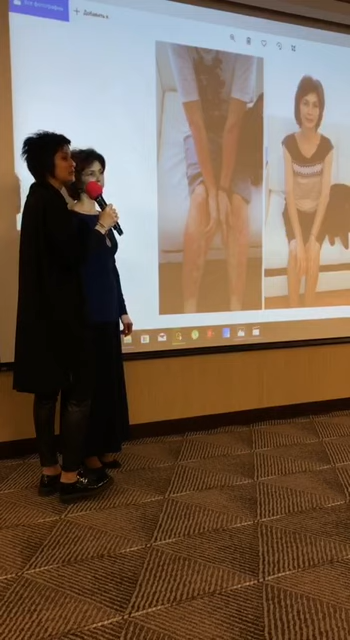 Все фотографии
Добавить в